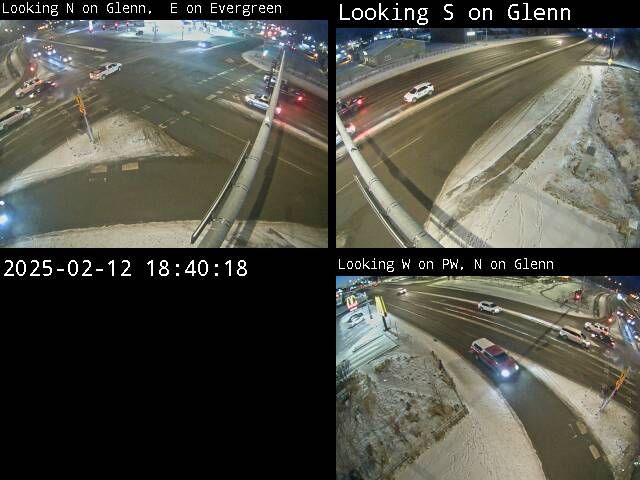 Looking N on Glenn,  E on Evergreen
Looking S on Glenn
2025-02-12 18:40:18
Looking W on PW, N on Glenn